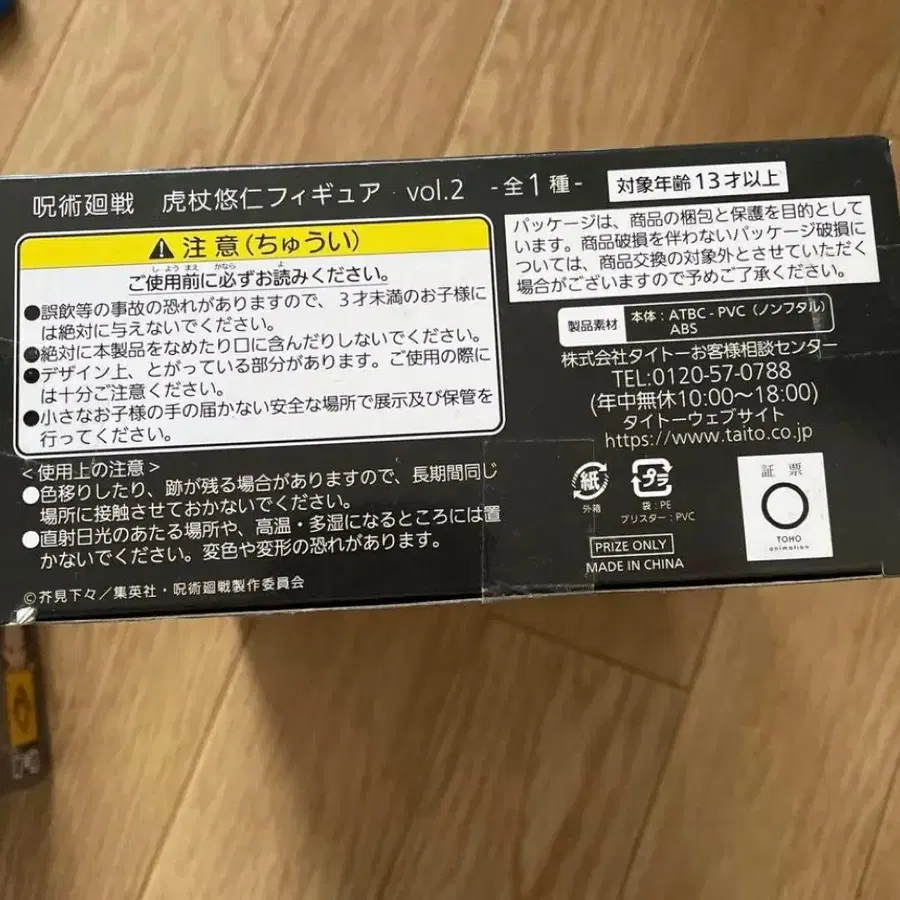 呪術廻戦 虎杖悠仁フィギュア vol.2 -全1種-
対象年齢13才以上
⚠注意(ちゅうい)
ご使用前に必ずお読みください。
●誤飲等の事故の恐れがありますので、3才未満のお子様に
は絶対に与えないでください。
●絶対に本製品をなめたり口に含んだりしないでください。
●デザイン上、とがっている部分があります。ご使用の際に
は十分ご注意ください。
●小さなお子様の手の届かない安全な場所で展示及び保管を
行ってください。
<使用上の注意>
●色移りしたり、跡が残る場合がありますので、長期間同じ
場所に接触させておかないでください。
●直射日光のあたる場所や、高温・多湿になるところには置
かないでください。変色や変形の恐れがあります。
©芥見下々/集英社・呪術廻戦製作委員会
パッケージは、商品の梱包と保護を目的として
います。商品破損を伴わないパッケージ破損に
ついては、商品交換の対象外とさせていただく
場合がございますので予めご了承ください。
製品素材
本体:ATBC-PVC(ノンフタル)
ABS
株式会社タイトーお客様相談センター
TEL:0120-57-0788
(年中無休10:00~18:00)
タイトーウェブサイト
https://www.taito.co.jp
紙
外箱
プラ
袋:PE
ブリスター:PVC
PRIZE ONLY
MADE IN CHINA
証票
TOHO
animation